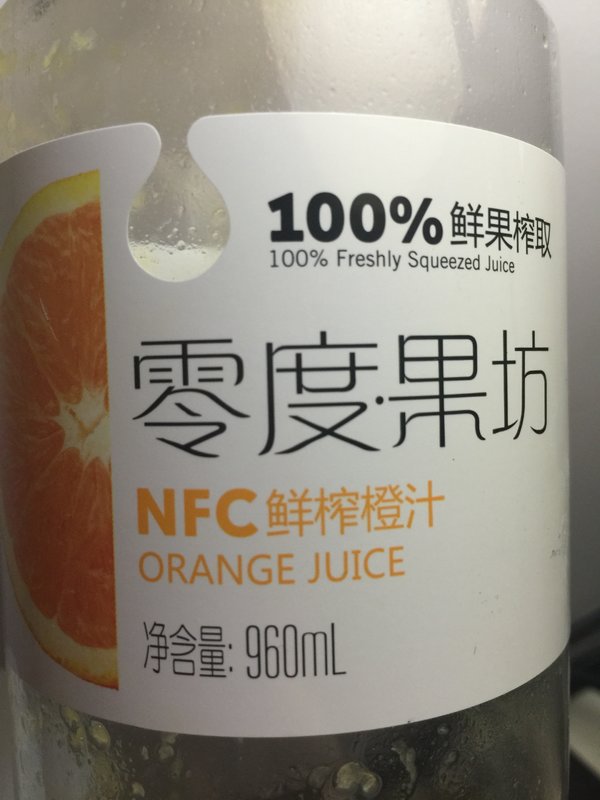 100%鲜果榨取
100% Freshly Squeezed Juice
零度·果坊
NFC鲜榨橙汁
ORANGE JUICE
净含量: 960mL